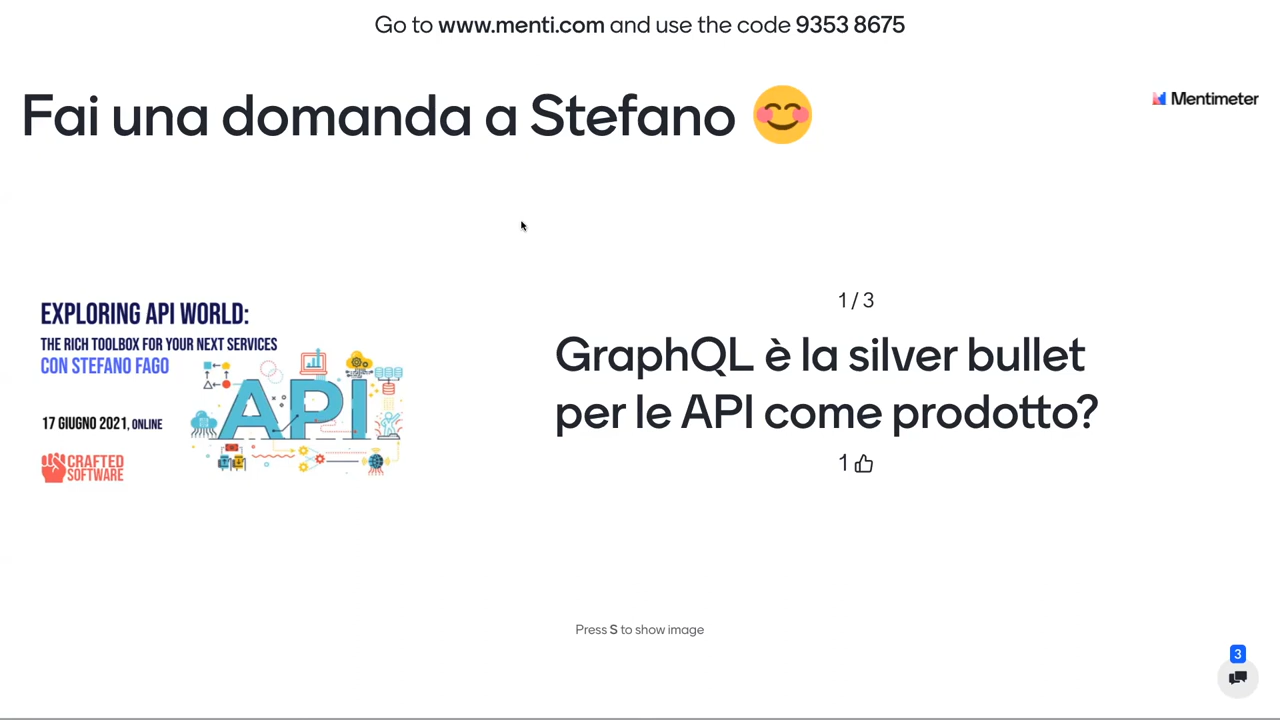 Go to www.menti.com and use the code 9353 8675
Fai una domanda a Stefano 😊
Mentimeter
EXPLORING API WORLD:
THE RICH TOOLBOX FOR YOUR NEXT SERVICES
CON STEFANO FAGO
17 GIUGNO 2021, ONLINE
CRAFTED
SOFTWARE
API
1 / 3
GraphQL è la silver bullet
per le API come prodotto?
1
Press S to show image
3